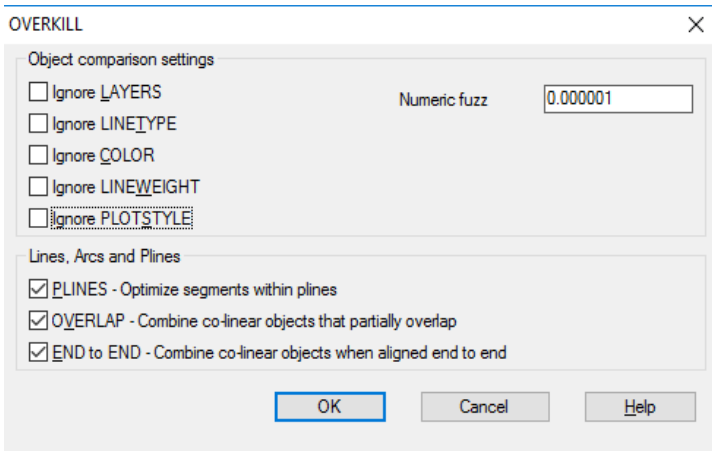 OVERKILL
Object comparison settings
Ignore LAYERS
Numeric fuzz 0.000001
Ignore LINETYPE
Ignore COLOR
Ignore LINEWEIGHT
Ignore PLOTSTYLE
Lines, Arcs and Plines
PLINES - Optimize segments within plines
OVERLAP - Combine co-linear objects that partially overlap
END to END - Combine co-linear objects when aligned end to end
OK Cancel Help